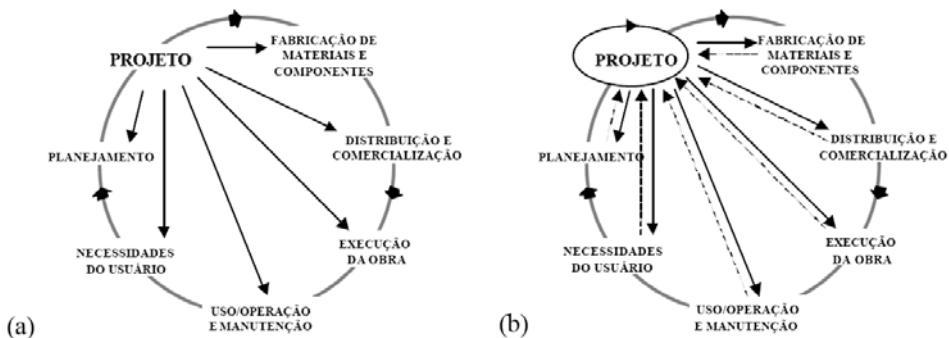 PROJETO
FABRICAÇÃO DE
MATERIAIS E
COMPONENTES
DISTRIBUIÇÃO E
COMERCIALIZAÇÃO
EXECUÇÃO
DA OBRA
USO/OPERAÇÃO
E MANUTENÇÃO
NECESSIDADES
DO USUÁRIO
PLANEJAMENTO
(a)
PROJETO
FABRICAÇÃO DE
MATERIAIS E
COMPONENTES
DISTRIBUIÇÃO E
COMERCIALIZAÇÃO
EXECUÇÃO
DA OBRA
USO/OPERAÇÃO
E MANUTENÇÃO
NECESSIDADES
DO USUÁRIO
PLANEJAMENTO
(b)